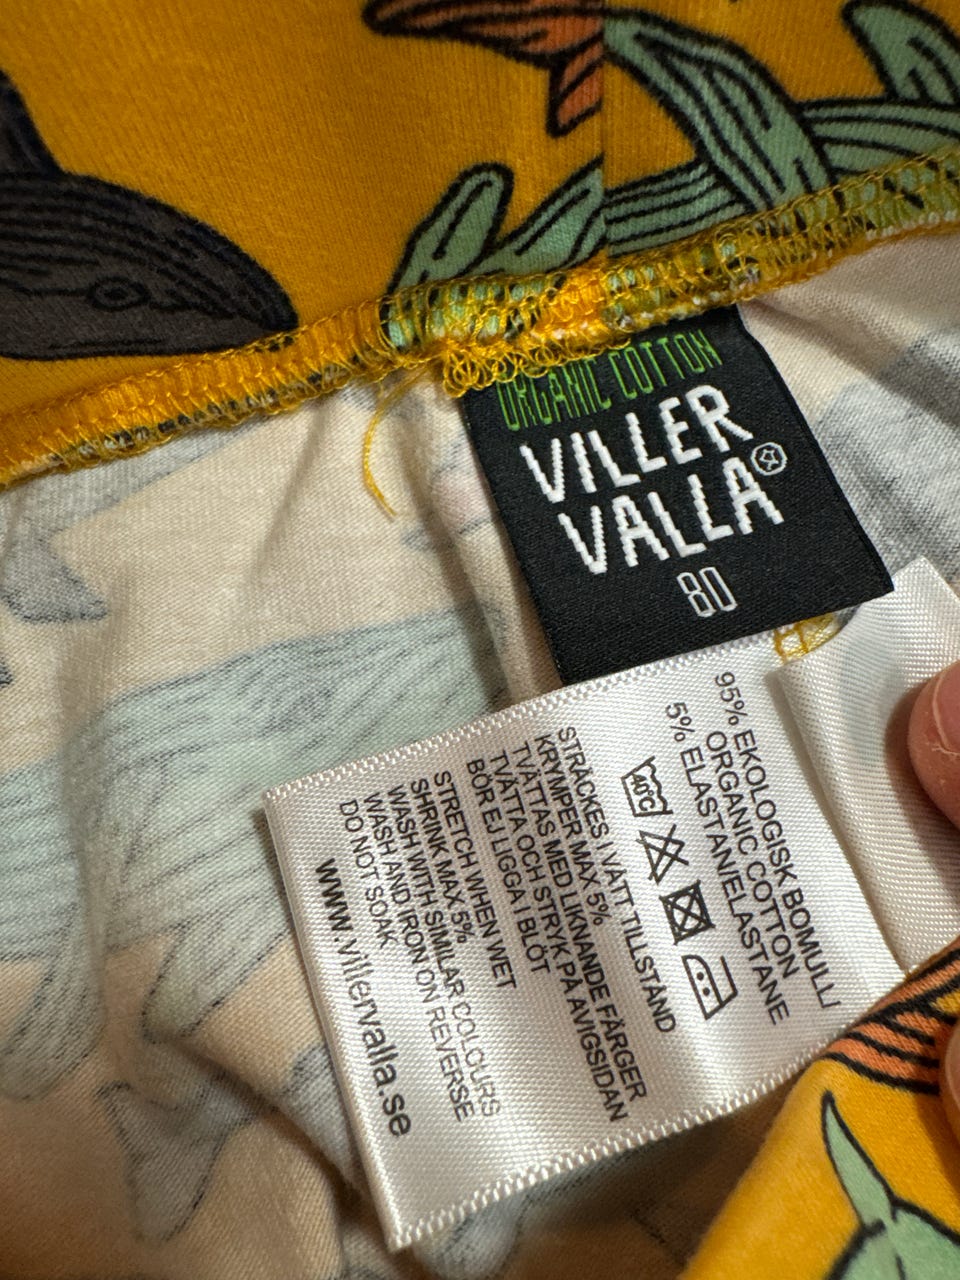 ORGANIC COTTON
VILLER
VALLA®
80
95% EKOLOGISK BOMULL/
ORGANIC COTTON
5% ELASTAN/ELASTANE
40°C
STRÄCKES I VÅTT TILLSTÅND
KRYMPER MAX 5%
TVÄTTAS MED LIKNANDE FÄRGER
TVÄTTA OCH STRYK PÅ AVIGSIDAN
BÖR EJ LIGGA I BLÖT
STRETCH WHEN WET
SHRINK MAX 5%
WASH WITH SIMILAR COLOURS
WASH AND IRON ON REVERSE
DO NOT SOAK
www.villervalla.se